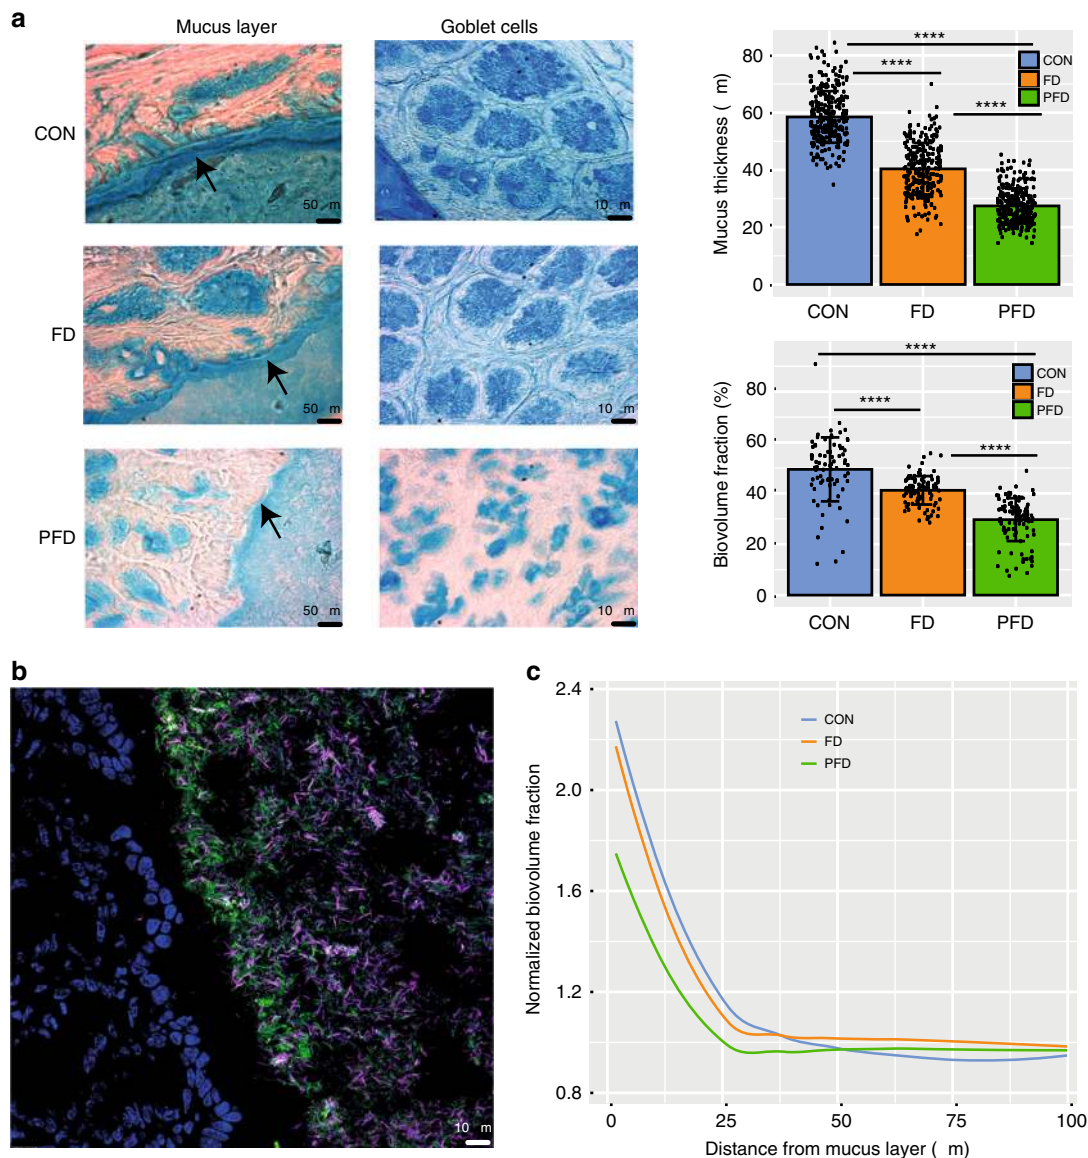 a
Mucus layer
Goblet cells
CON
50 m
10 m
FD
50 m
10 m
PFD
50 m
10 m
Mucus thickness ( m)
80
60
40
20
0
****
****
****
CON
FD
PFD
CON
FD
PFD
Biovolume fraction (%)
80
60
40
20
0
****
****
****
CON
FD
PFD
CON
FD
PFD
b
10 m
c
Normalized biovolume fraction
2.4
2.0
1.6
1.2
0.8
CON
FD
PFD
0
25
50
75
100
Distance from mucus layer ( m)